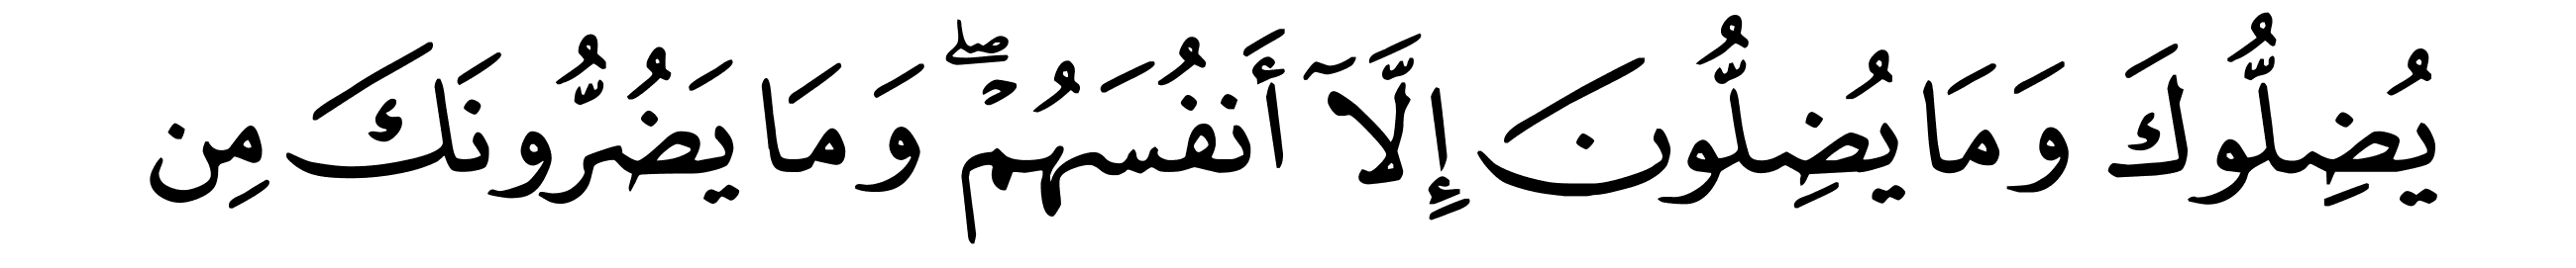 يُضِلُّوكَ وَمَا يُضِلُّونَ إِلَّآ أَنفُسَهُمْۖ وَمَا يَضُرُّونَكَ مِن